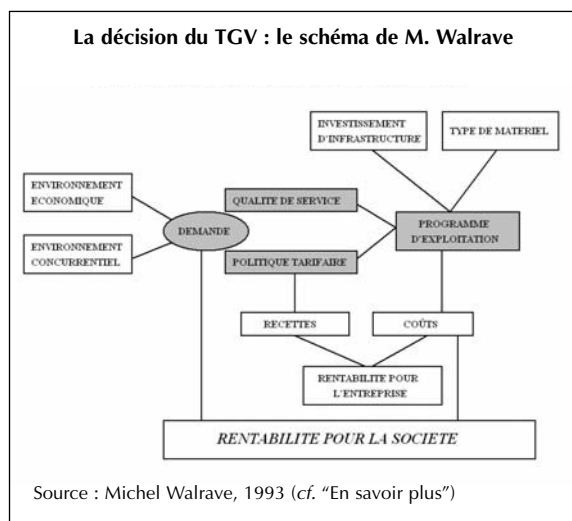 La décision du TGV : le schéma de M. Walrave
INVESTISSEMENT
D'INFRASTRUCTURE
TYPE DE MATERIEL
ENVIRONNEMENT
ECONOMIQUE
QUALITE DE SERVICE
DEMANDE
PROGRAMME
D'EXPLOITATION
ENVIRONNEMENT
CONCURRENTIEL
POLITIQUE TARIFAIRE
RECETTES
COÛTS
RENTABILITE POUR
L'ENTREPRISE
RENTABILITE POUR LA SOCIETE
Source : Michel Walrave, 1993 (cf. “En savoir plus”)